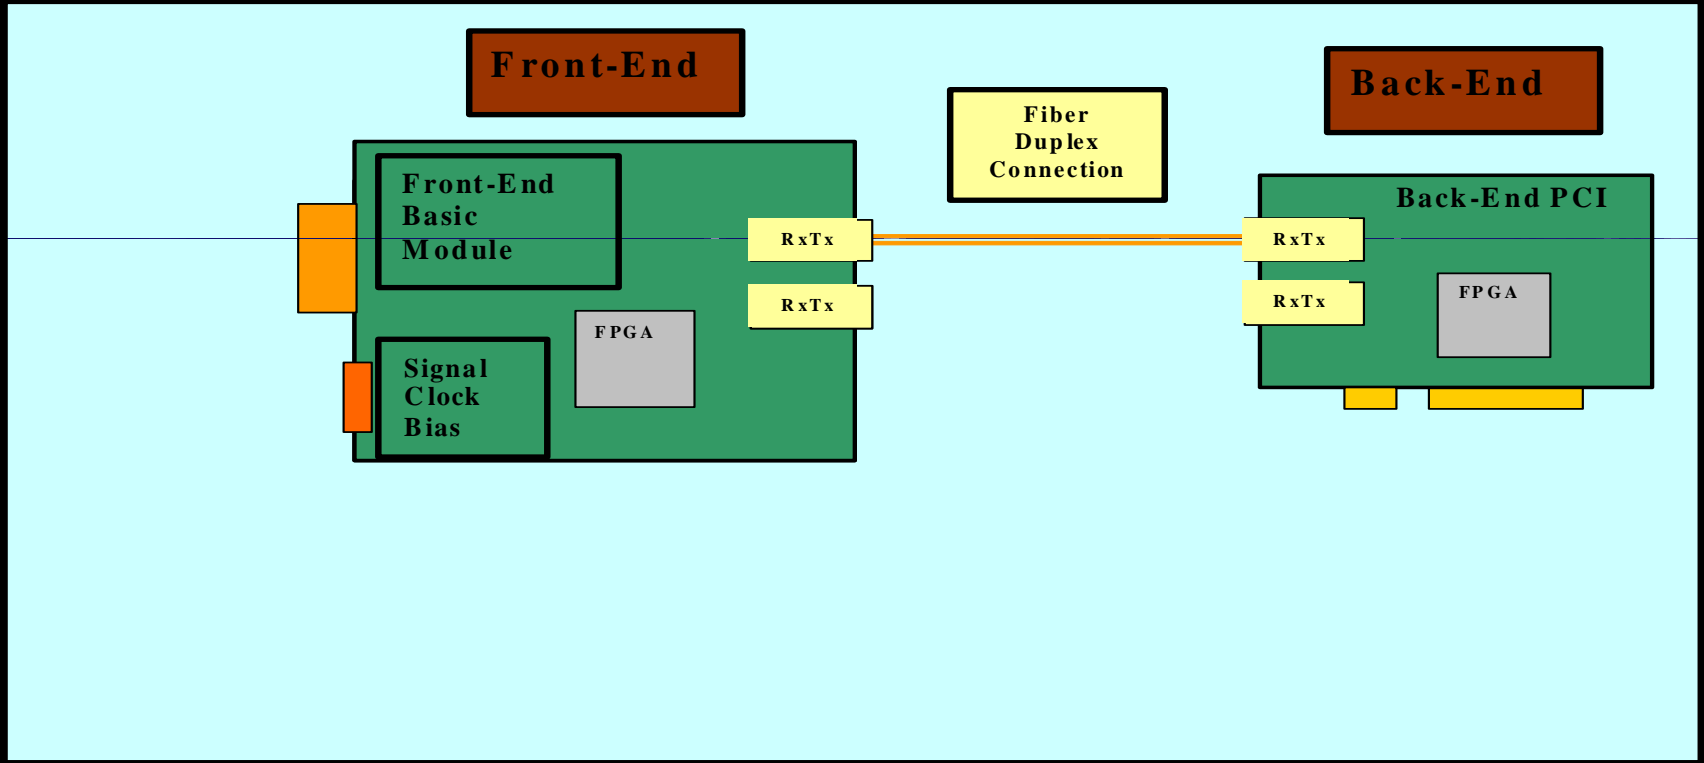 Front-End
Back-End
Fiber
Duplex
Connection
Front-End
Basic
Module
Back-End PCI
RxTx
RxTx
RxTx
RxTx
FPGA
FPGA
Signal
Clock
Bias